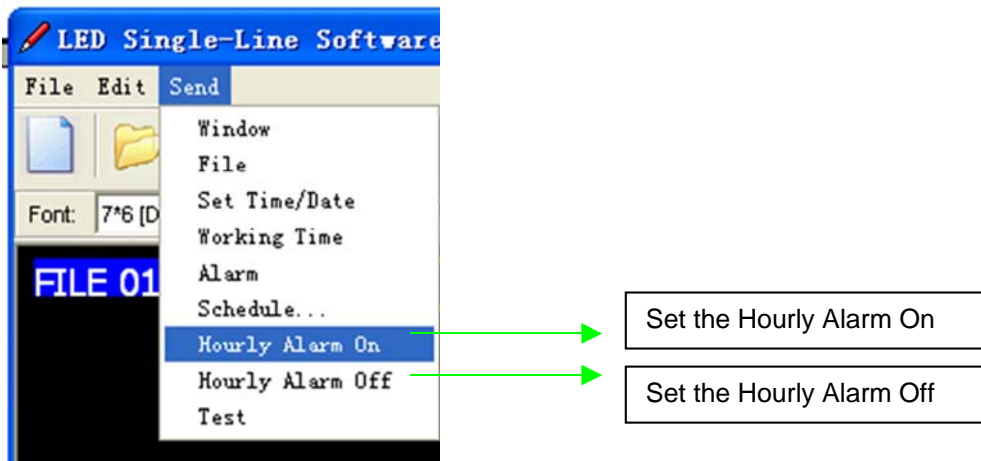 LED Single-Line Software
File Edit Send
Window
File
Set Time/Date
Font: 7*6 [D
Working Time
FILE 01
Alarm
Schedule...
Hourly Alarm On
Hourly Alarm Off
Test
Set the Hourly Alarm On
Set the Hourly Alarm Off